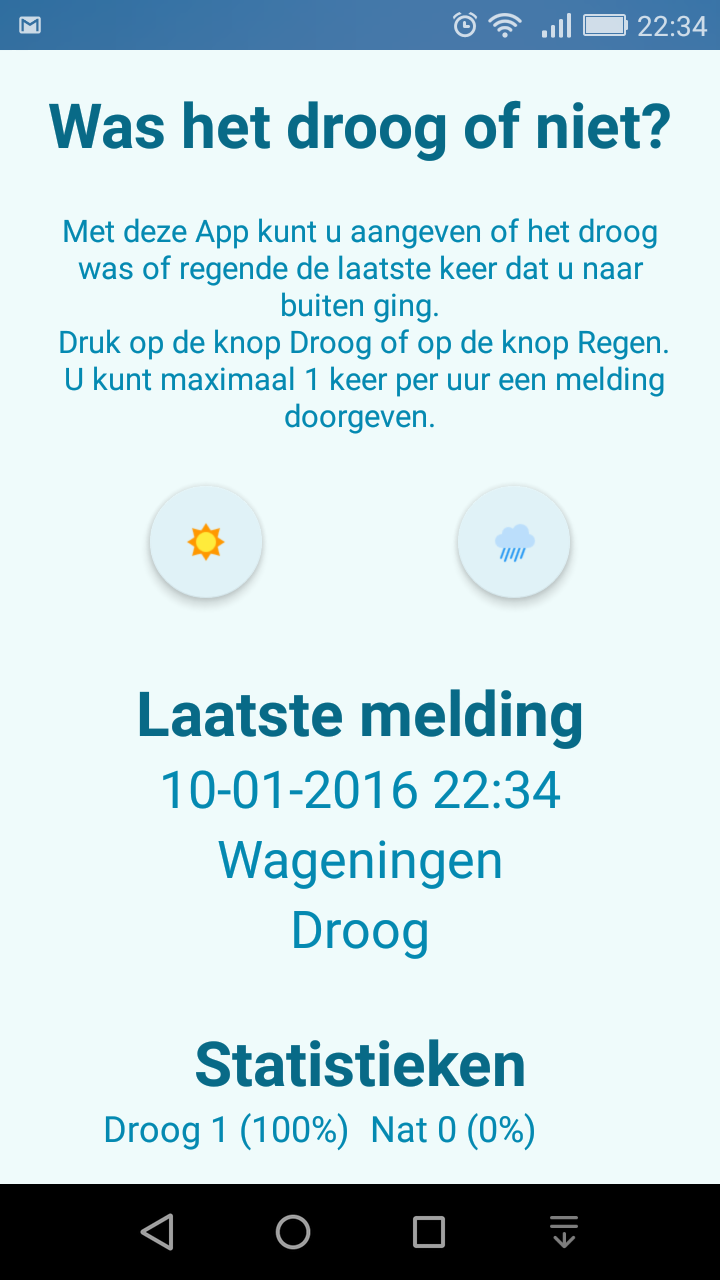 22:34
Was het droog of niet?
Met deze App kunt u aangeven of het droog
was of regende de laatste keer dat u naar
buiten ging.
Druk op de knop Droog of op de knop Regen.
U kunt maximaal 1 keer per uur een melding
doorgeven.
Laatste melding
10-01-2016 22:34
Wageningen
Droog
Statistieken
Droog 1 (100%) Nat 0 (0%)